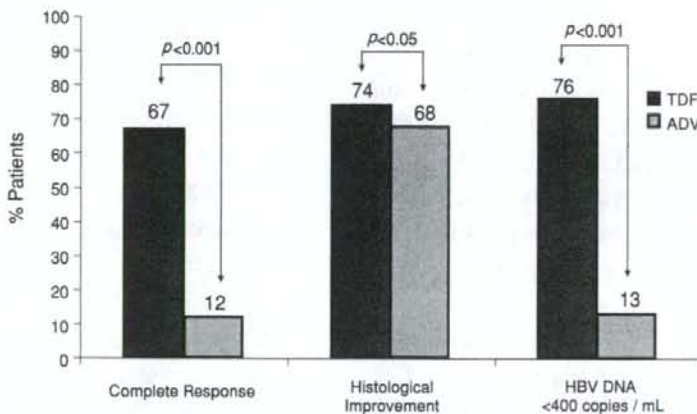 100
90
80
70
60
50
40
30
20
10
0
% Patients
p<0.001
67
12
p<0.05
74
68
p<0.001
76
13
TDF
ADV
Complete Response
Histological
Improvement
HBV DNA
<400 copies / mL